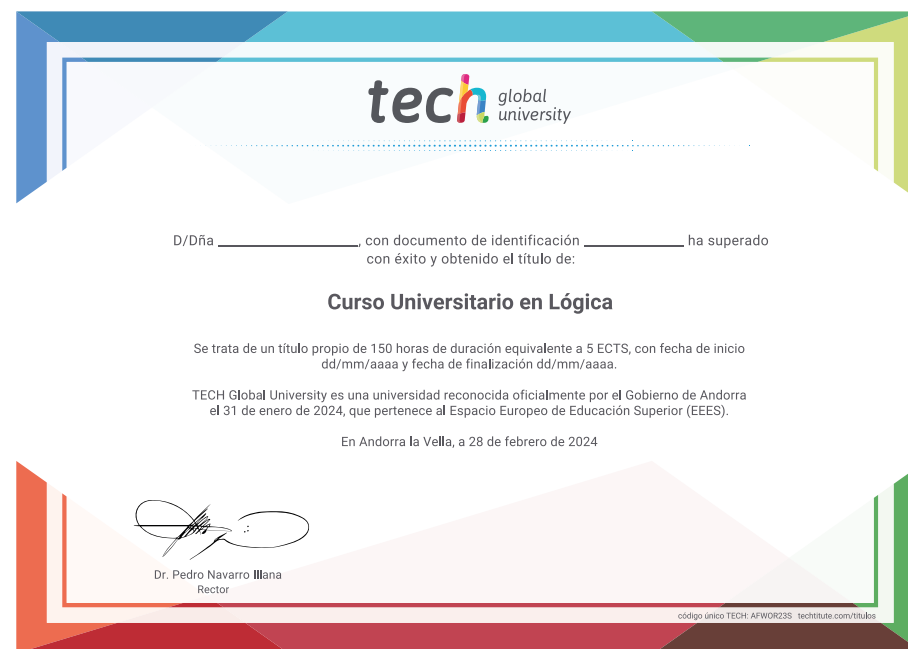 tech global
university
D/Dña ____________________, con documento de identificación ______________ ha superado
con éxito y obtenido el título de:
Curso Universitario en Lógica
Se trata de un título propio de 150 horas de duración equivalente a 5 ECTS, con fecha de inicio
dd/mm/aaaa y fecha de finalización dd/mm/aaaa.
TECH Global University es una universidad reconocida oficialmente por el Gobierno de Andorra
el 31 de enero de 2024, que pertenece al Espacio Europeo de Educación Superior (EEES).
En Andorra la Vella, a 28 de febrero de 2024
Dr. Pedro Navarro Illana
Rector
código único TECH: AFWOR23S techtitute.com/titulos